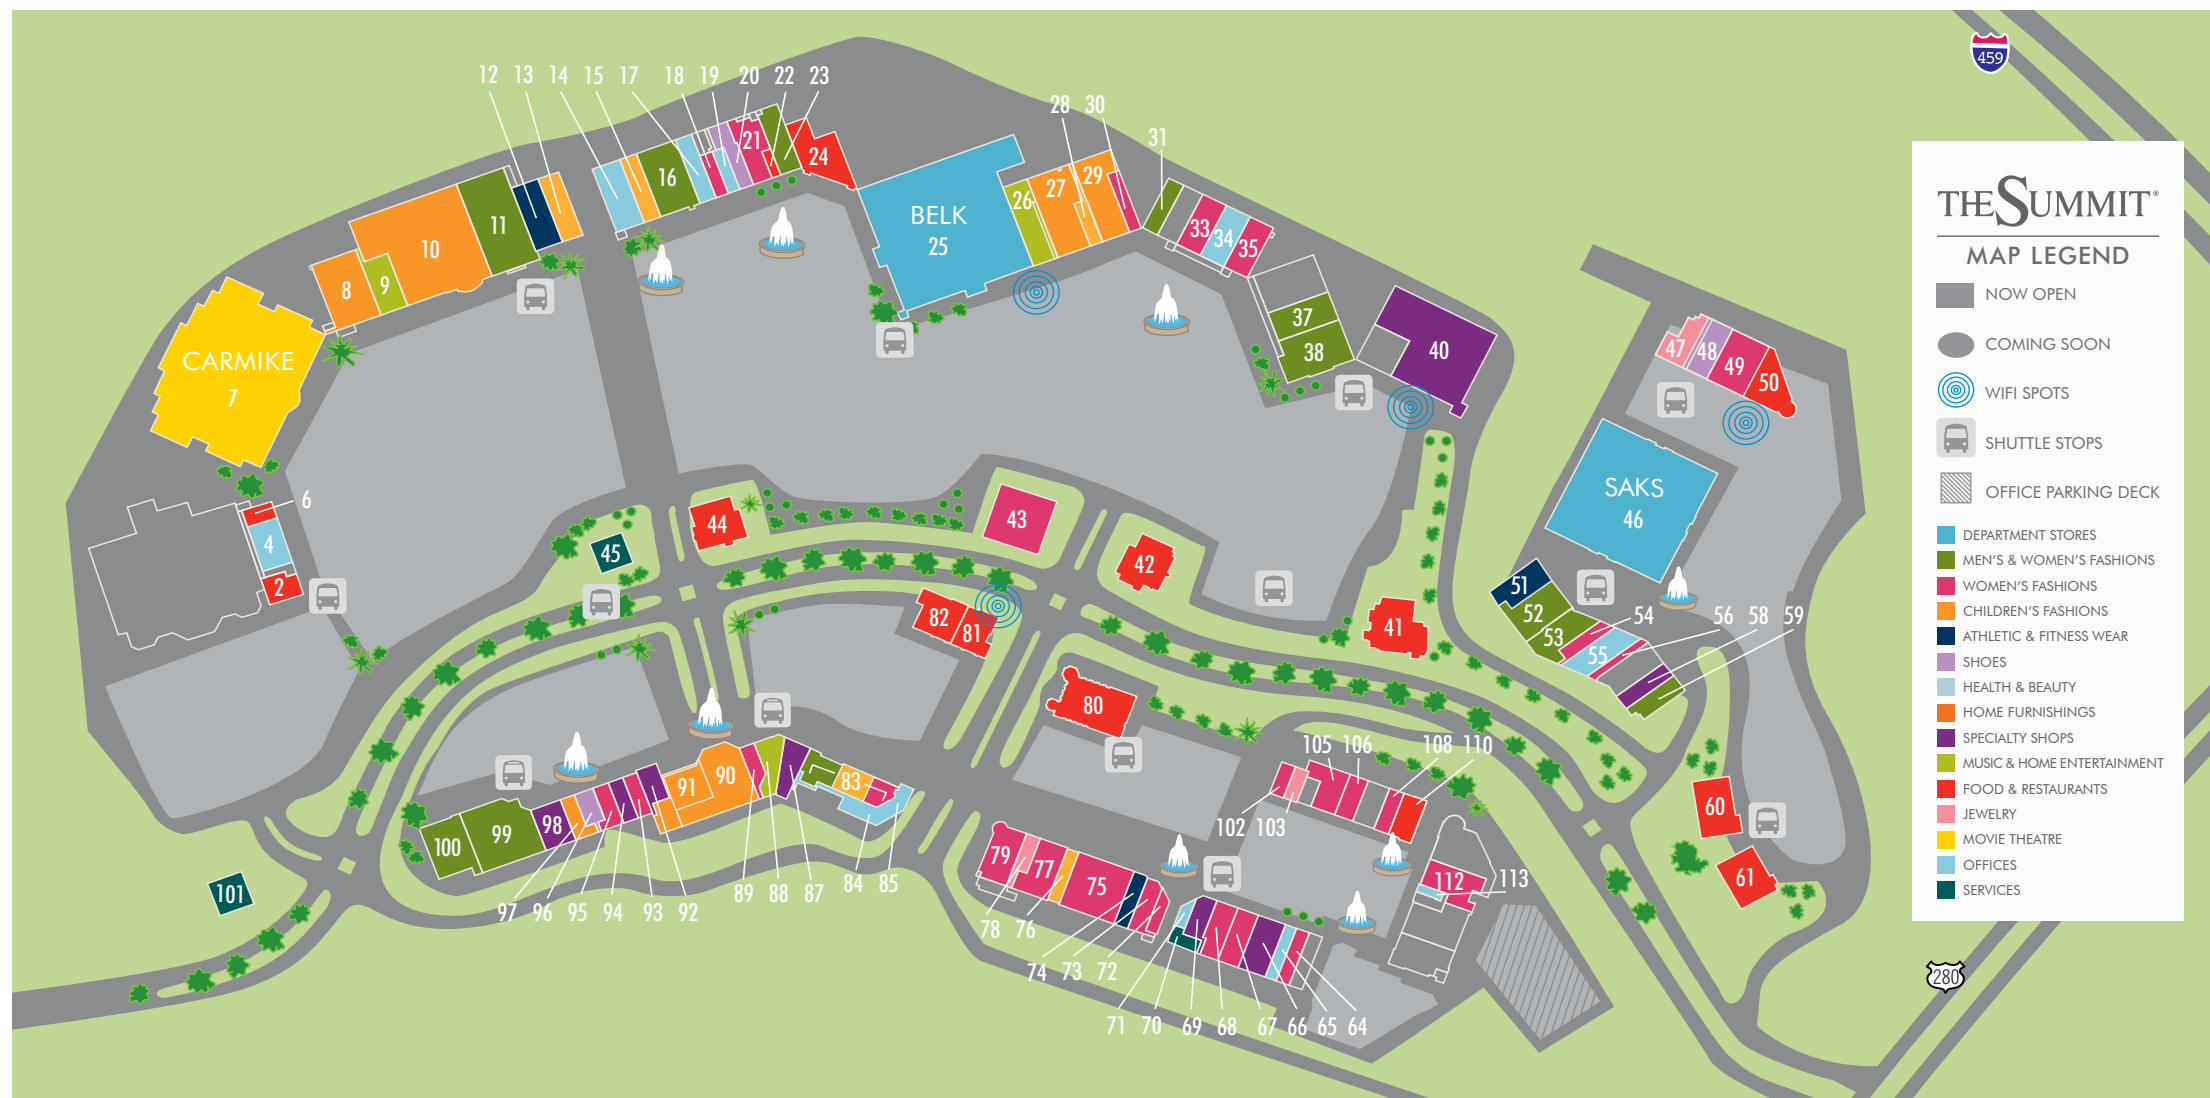 459
12 13 14 15 17 18 19 20 22 23
28 30
31
21
24
16
BELK
25
26 27 29
11
10
9
8
33 34 35
37
38
40
CARMIKE
7
47 48 49 50
6
4
2
45
44
43
42
SAKS
46
82 81
41
51
52
53
54
55
56 58 59
80
60
61
83
90
91
98
99
100
84 85
87
88
89
92
93
94
95
96
97
101
105 106 108 110
102 103
112
113
79 77 75
78 76
74 73 72
71 70 69 68 67 66 65 64
THE SUMMIT®
MAP LEGEND
NOW OPEN
COMING SOON
WIFI SPOTS
SHUTTLE STOPS
OFFICE PARKING DECK
DEPARTMENT STORES
MEN'S & WOMEN'S FASHIONS
WOMEN'S FASHIONS
CHILDREN'S FASHIONS
ATHLETIC & FITNESS WEAR
SHOES
HEALTH & BEAUTY
HOME FURNISHINGS
SPECIALTY SHOPS
MUSIC & HOME ENTERTAINMENT
FOOD & RESTAURANTS
JEWELRY
MOVIE THEATRE
OFFICES
SERVICES
280